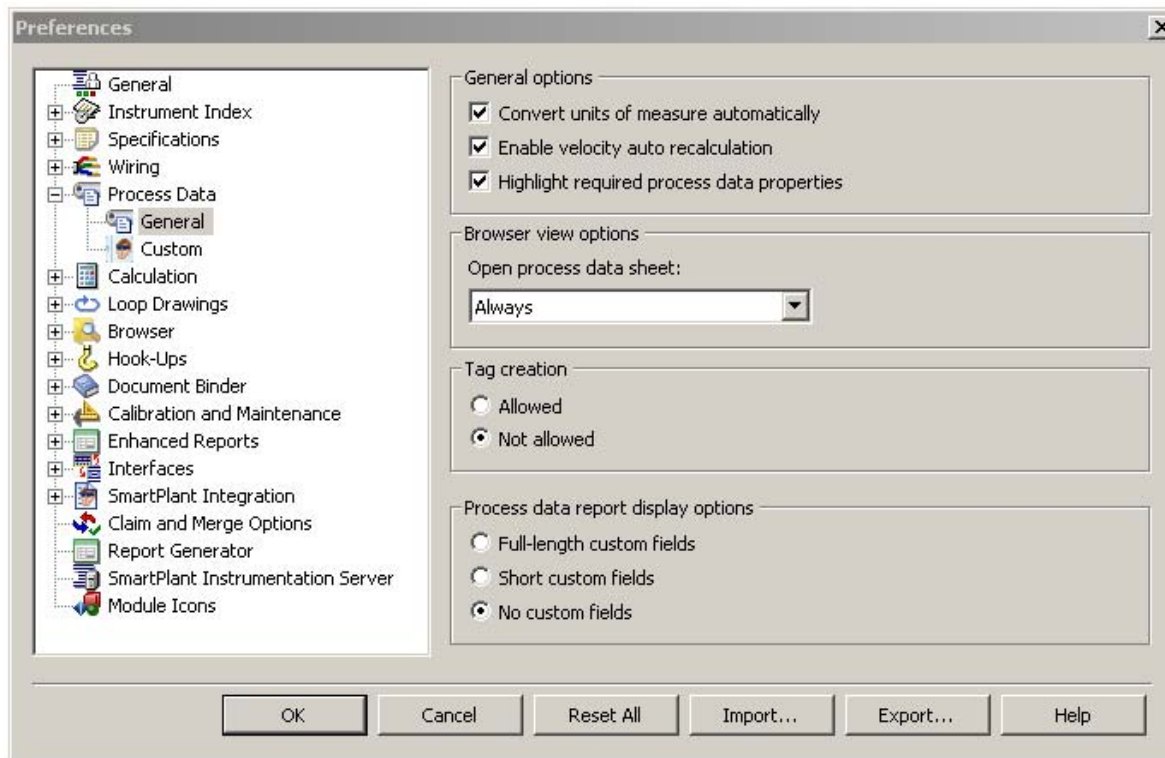 Preferences
General
Instrument Index
Specifications
Wiring
Process Data
General
Custom
Calculation
Loop Drawings
Browser
Hook-Ups
Document Binder
Calibration and Maintenance
Enhanced Reports
Interfaces
SmartPlant Integration
Claim and Merge Options
Report Generator
SmartPlant Instrumentation Server
Module Icons
General options
Convert units of measure automatically
Enable velocity auto recalculation
Highlight required process data properties
Browser view options
Open process data sheet:
Always
Tag creation
Allowed
Not allowed
Process data report display options
Full-length custom fields
Short custom fields
No custom fields
OK
Cancel
Reset All
Import...
Export...
Help